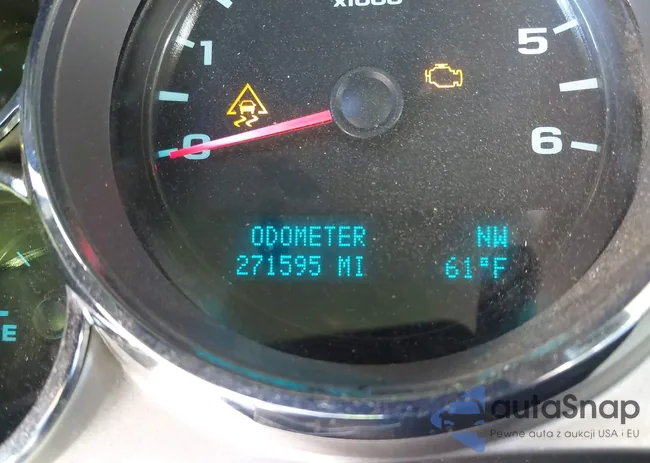 x1000
1
5
0
6
ODOMETER NW
271595 MI 61°F
E
autaSnap
Pewne auta z aukcji USA i EU